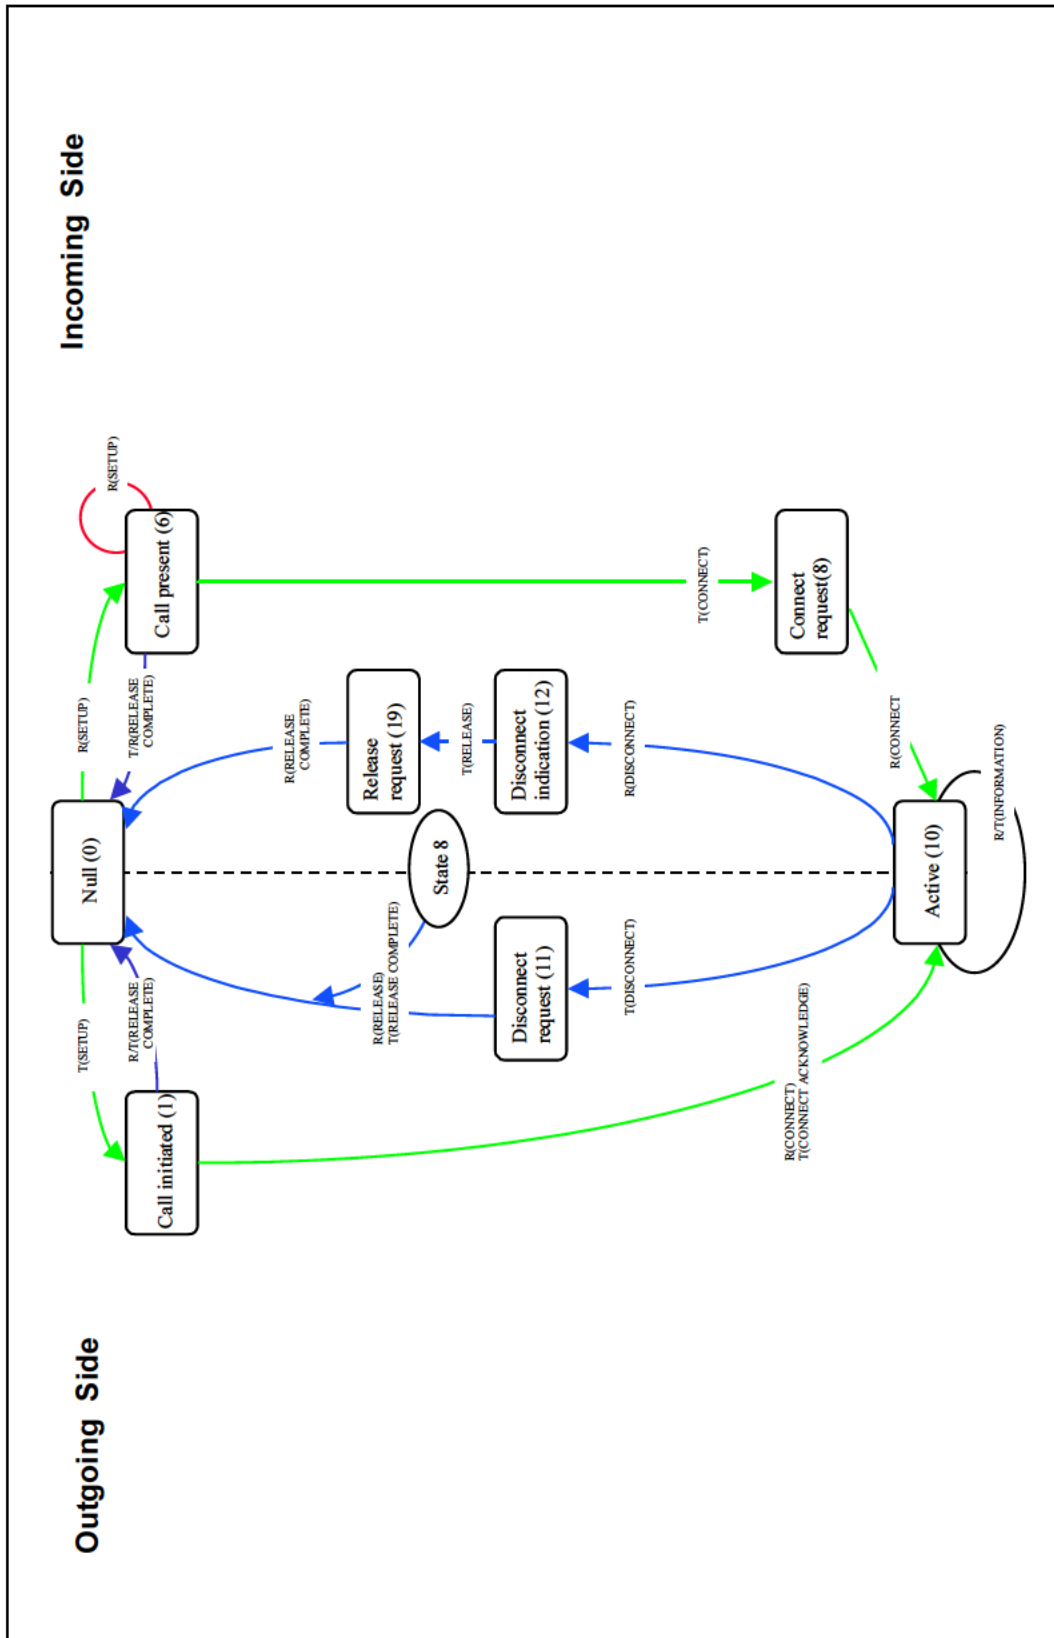 Outgoing Side
Incoming Side
Null (0)
T(SETUP)
R(SETUP)
R(SETUP)
R/T(RELEASE
COMPLETE)
T/R(RELEASE
COMPLETE)
Call initiated (1)
Call present (6)
R(RELEASE
COMPLETE)
Release
request (19)
State 8
R(RELEASE)
T(RELEASE COMPLETE)
T(RELEASE)
Disconnect
request (11)
Disconnect
indication (12)
T(DISCONNECT)
R(DISCONNECT)
T(CONNECT)
R(CONNECT)
T(CONNECT ACKNOWLEDGE)
Connect
request(8)
R(CONNECT
Active (10)
R/T(INFORMATION)